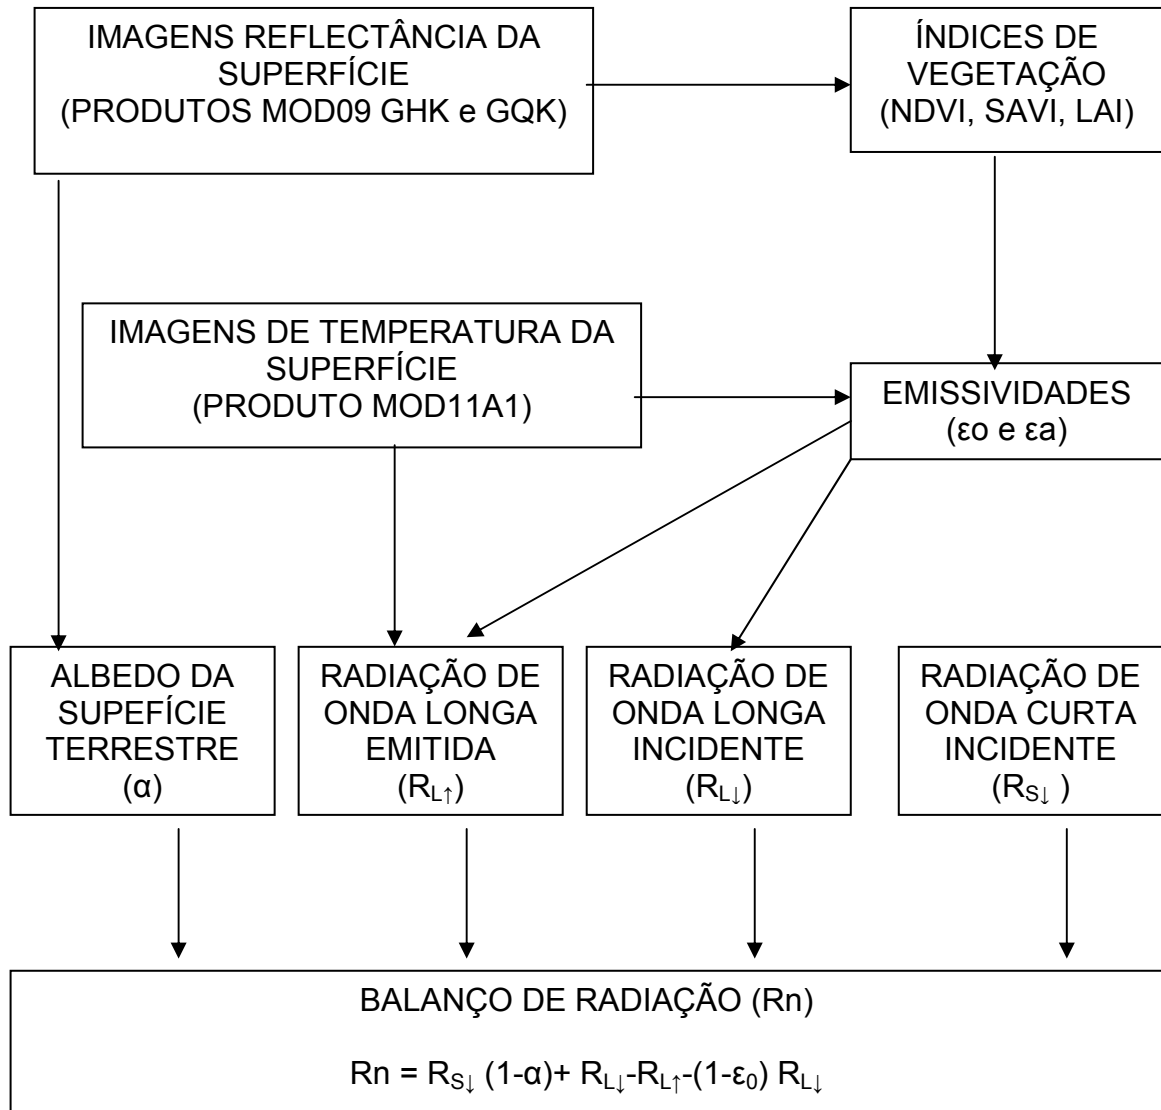 IMAGENS REFLECTÂNCIA DA
SUPERFÍCIE
(PRODUTOS MOD09 GHK e GQK)
ÍNDICES DE
VEGETAÇÃO
(NDVI, SAVI, LAI)
IMAGENS DE TEMPERATURA DA
SUPERFÍCIE
(PRODUTO MOD11A1)
EMISSIVIDADES
(εo e εa)
ALBEDO DA
SUPEFÍCIE
TERRESTRE
(α)
RADIAÇÃO DE
ONDA LONGA
EMITIDA
(RL↑)
RADIAÇÃO DE
ONDA LONGA
INCIDENTE
(RL↓)
RADIAÇÃO DE
ONDA CURTA
INCIDENTE
(RS↓ )
BALANÇO DE RADIAÇÃO (Rn)
Rn = RS↓ (1-α)+ RL↓-RL↑-(1-ε0) RL↓